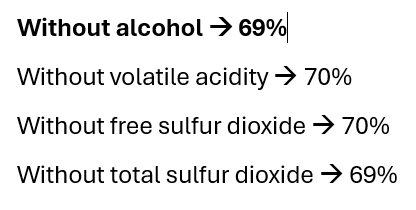 Without alcohol → 69%
Without volatile acidity → 70%
Without free sulfur dioxide → 70%
Without total sulfur dioxide → 69%